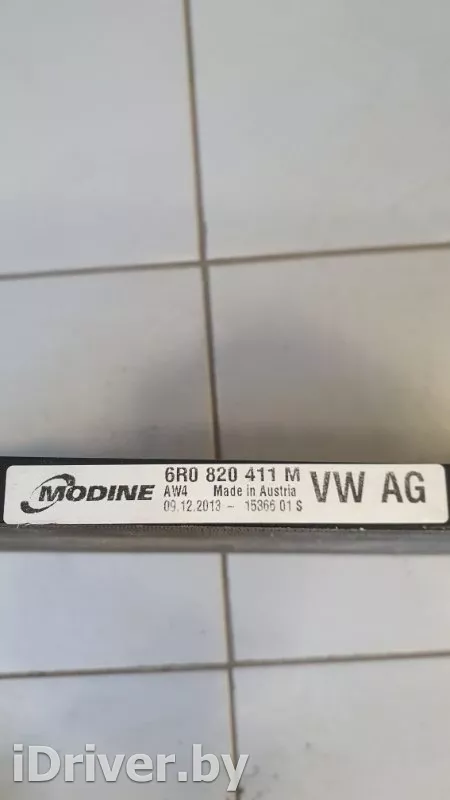 MODINE
6R0 820 411 M
AW4 Made in Austria
09.12.2013 - 15366 01 S
VW AG
iDriver.by